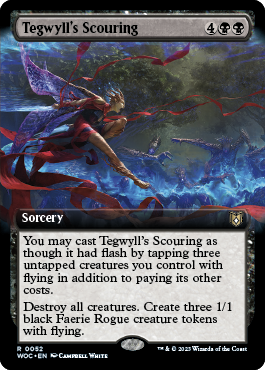 Tegwyll's Scouring 4
Sorcery
You may cast Tegwyll's Scouring as
though it had flash by tapping three
untapped creatures you control with
flying in addition to paying its other
costs.
Destroy all creatures. Create three 1/1
black Faerie Rogue creature tokens
with flying.
R 0052
WOC • EN Campbell White
™ & © 2023 Wizards of the Coast